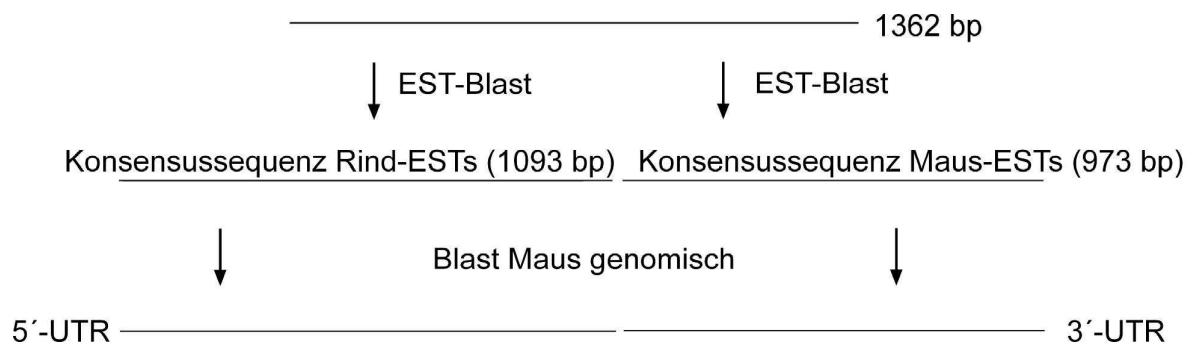 1362 bp
EST-Blast EST-Blast
Konsensussequenz Rind-ESTs (1093 bp) Konsensussequenz Maus-ESTs (973 bp)
Blast Maus genomisch
5´-UTR 3´-UTR